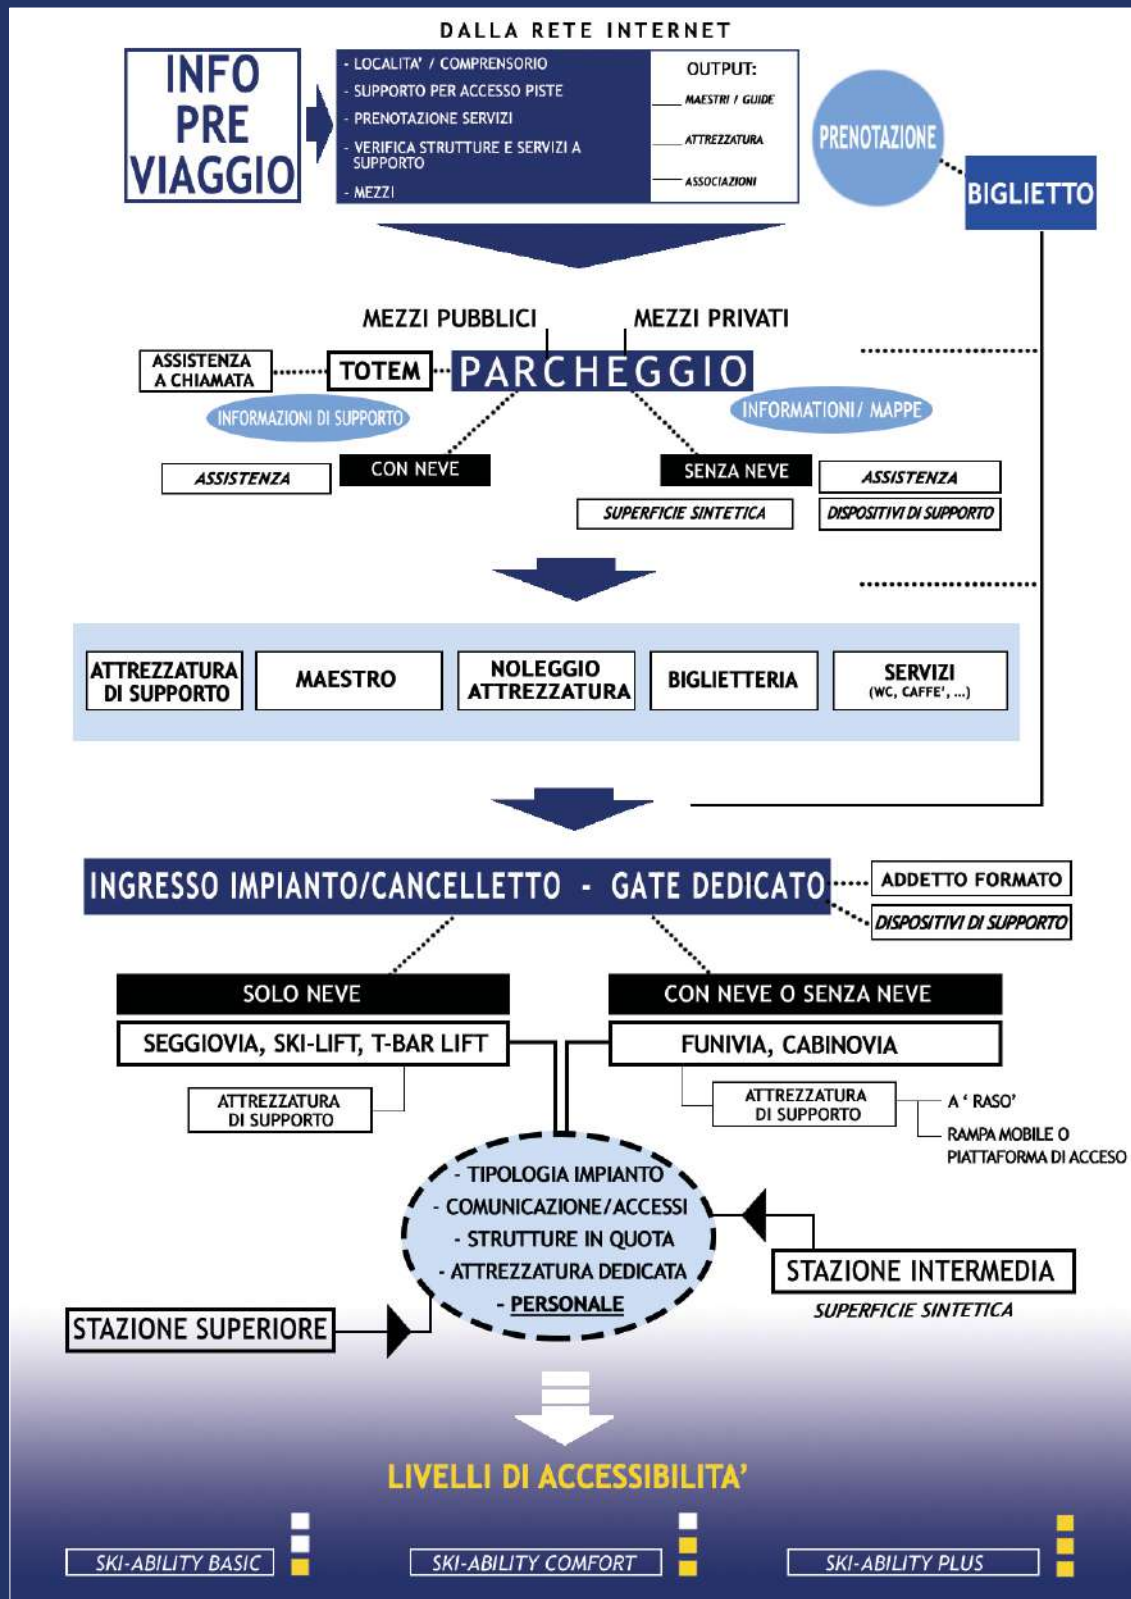 DALLA RETE INTERNET
INFO
PRE
VIAGGIO
- LOCALITA' / COMPRENSORIO
- SUPPORTO PER ACCESSO PISTE
- PRENOTAZIONE SERVIZI
- VERIFICA STRUTTURE E SERVIZI A
SUPPORTO
- MEZZI
OUTPUT:
MAESTRI / GUIDE
ATTREZZATURA
ASSOCIAZIONI
PRENOTAZIONE
BIGLIETTO
MEZZI PUBBLICI
MEZZI PRIVATI
ASSISTENZA
A CHIAMATA
TOTEM
PARCHEGGIO
INFORMAZIONI DI SUPPORTO
INFORMATIONI/ MAPPE
ASSISTENZA
CON NEVE
SENZA NEVE
ASSISTENZA
SUPERFICIE SINTETICA
DISPOSITIVI DI SUPPORTO
ATTREZZATURA
DI SUPPORTO
MAESTRO
NOLEGGIO
ATTREZZATURA
BIGLIETTERIA
SERVIZI
(WC, CAFFE', ...)
INGRESSO IMPIANTO/CANCELLETTO - GATE DEDICATO
ADDETTO FORMATO
DISPOSITIVI DI SUPPORTO
SOLO NEVE
SEGGIOVIA, SKI-LIFT, T-BAR LIFT
ATTREZZATURA
DI SUPPORTO
CON NEVE O SENZA NEVE
FUNIVIA, CABINOVIA
ATTREZZATURA
DI SUPPORTO
A ' RASO'
RAMPA MOBILE O
PIATTAFORMA DI ACCESO
- TIPOLOGIA IMPIANTO
- COMUNICAZIONE/ACCESSI
- STRUTTURE IN QUOTA
- ATTREZZATURA DEDICATA
- PERSONALE
STAZIONE INTERMEDIA
SUPERFICIE SINTETICA
STAZIONE SUPERIORE
LIVELLI DI ACCESSIBILITA'
SKI-ABILITY BASIC
SKI-ABILITY COMFORT
SKI-ABILITY PLUS